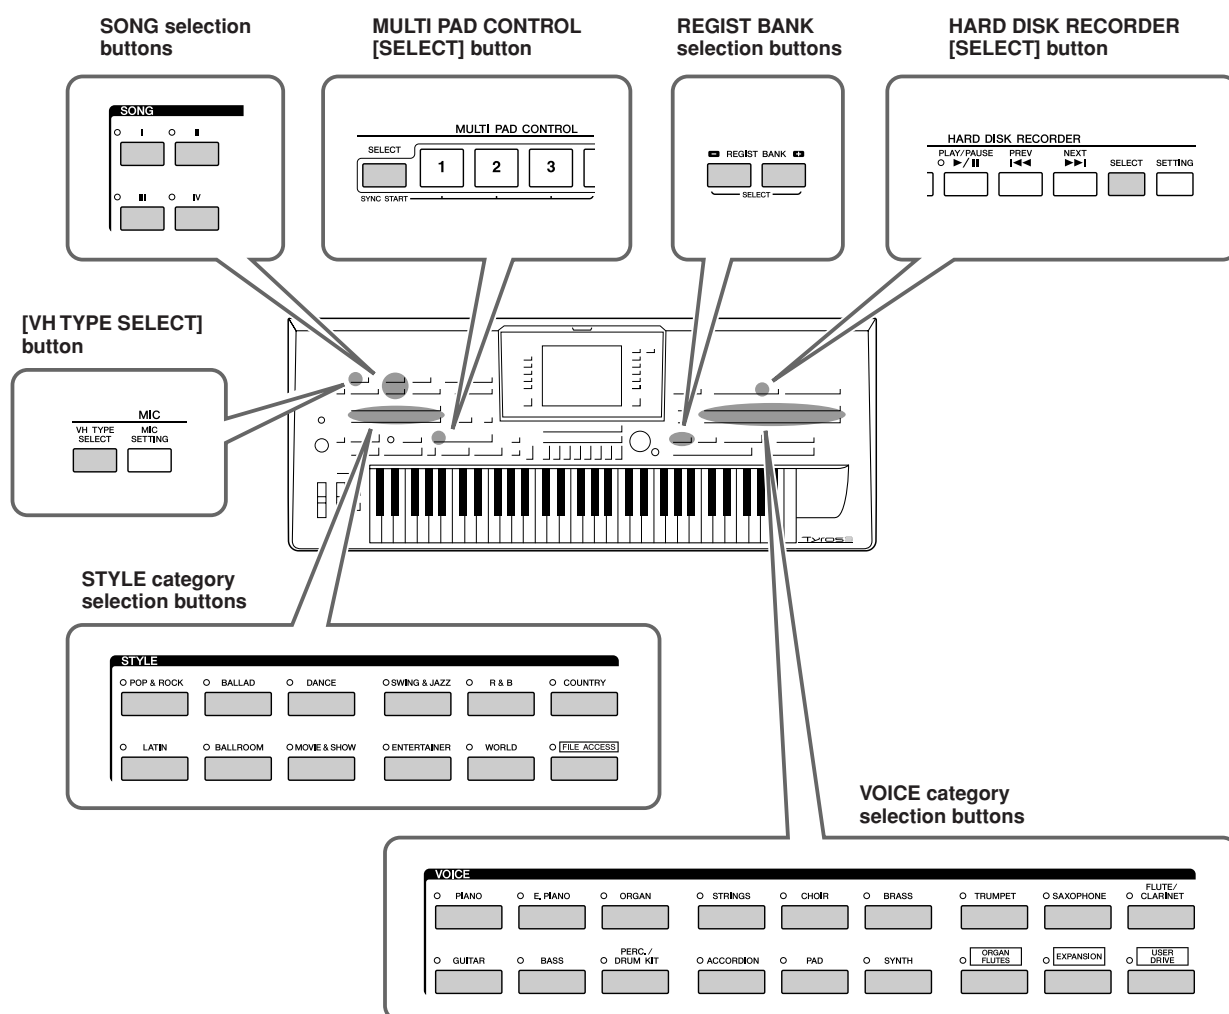 SONG selection
buttons
MULTI PAD CONTROL
[SELECT] button
REGIST BANK
selection buttons
HARD DISK RECORDER
[SELECT] button
SONG
I
II
III
IV
MULTI PAD CONTROL
SELECT
1
2
3
SYNC START
REGIST BANK
SELECT
HARD DISK RECORDER
PLAY/PAUSE
PREV
NEXT
SELECT
SETTING
[VH TYPE SELECT]
button
MIC
VH TYPE
SELECT
MIC
SETTING
Tyros3
STYLE category
selection buttons
STYLE
POP & ROCK
BALLAD
DANCE
SWING & JAZZ
R & B
COUNTRY
LATIN
BALLROOM
MOVIE & SHOW
ENTERTAINER
WORLD
FILE ACCESS
VOICE category
selection buttons
VOICE
PIANO
E. PIANO
ORGAN
STRINGS
CHOIR
BRASS
TRUMPET
SAXOPHONE
FLUTE/
CLARINET
GUITAR
BASS
PERC. /
DRUM KIT
ACCORDION
PAD
SYNTH
ORGAN
FLUTES
EXPANSION
USER
DRIVE